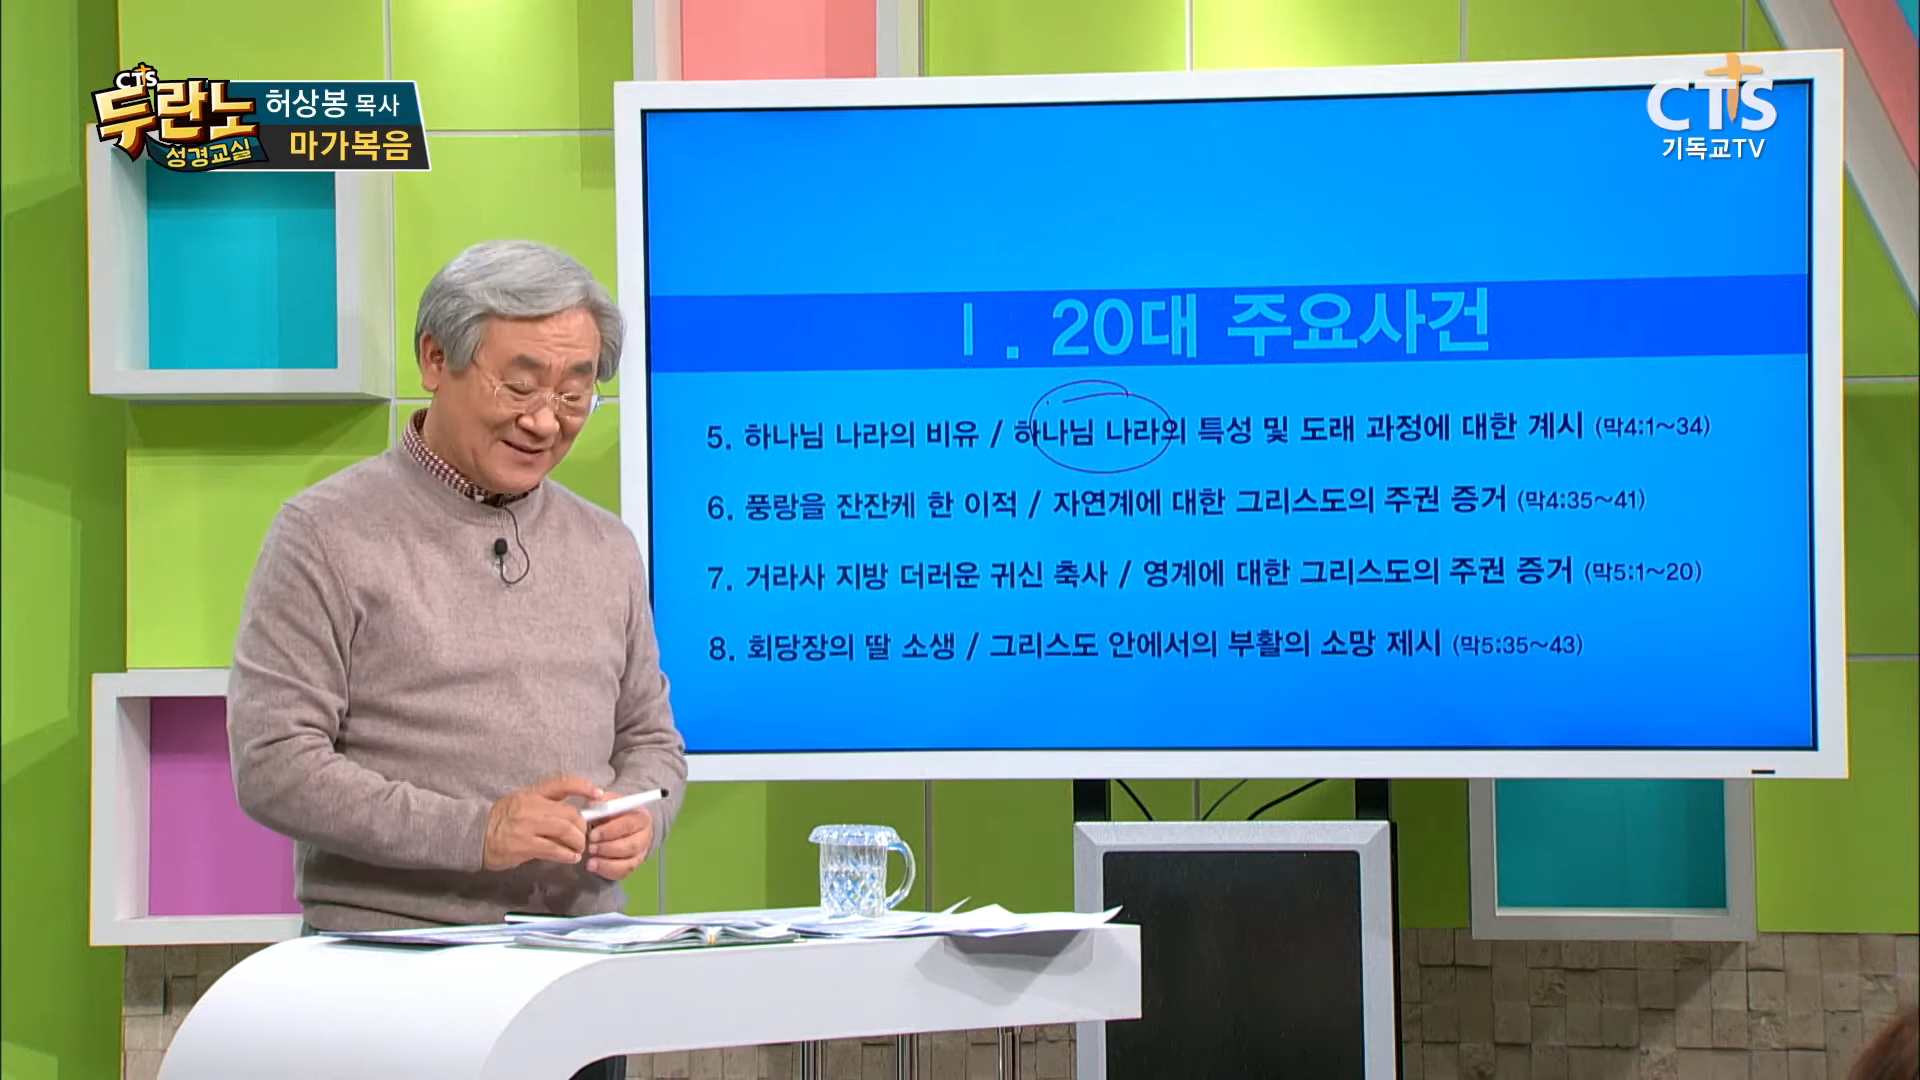 CTS
두란노
성경교실
허상봉 목사
마가복음
CTS
기독교TV
Ⅰ. 20대 주요사건
5. 하나님 나라의 비유 / 하나님 나라의 특성 및 도래 과정에 대한 계시 (막4:1~34)
6. 풍랑을 잔잔케 한 이적 / 자연계에 대한 그리스도의 주권 증거 (막4:35~41)
7. 거라사 지방 더러운 귀신 축사 / 영계에 대한 그리스도의 주권 증거 (막5:1~20)
8. 회당장의 딸 소생 / 그리스도 안에서의 부활의 소망 제시 (막5:35~43)